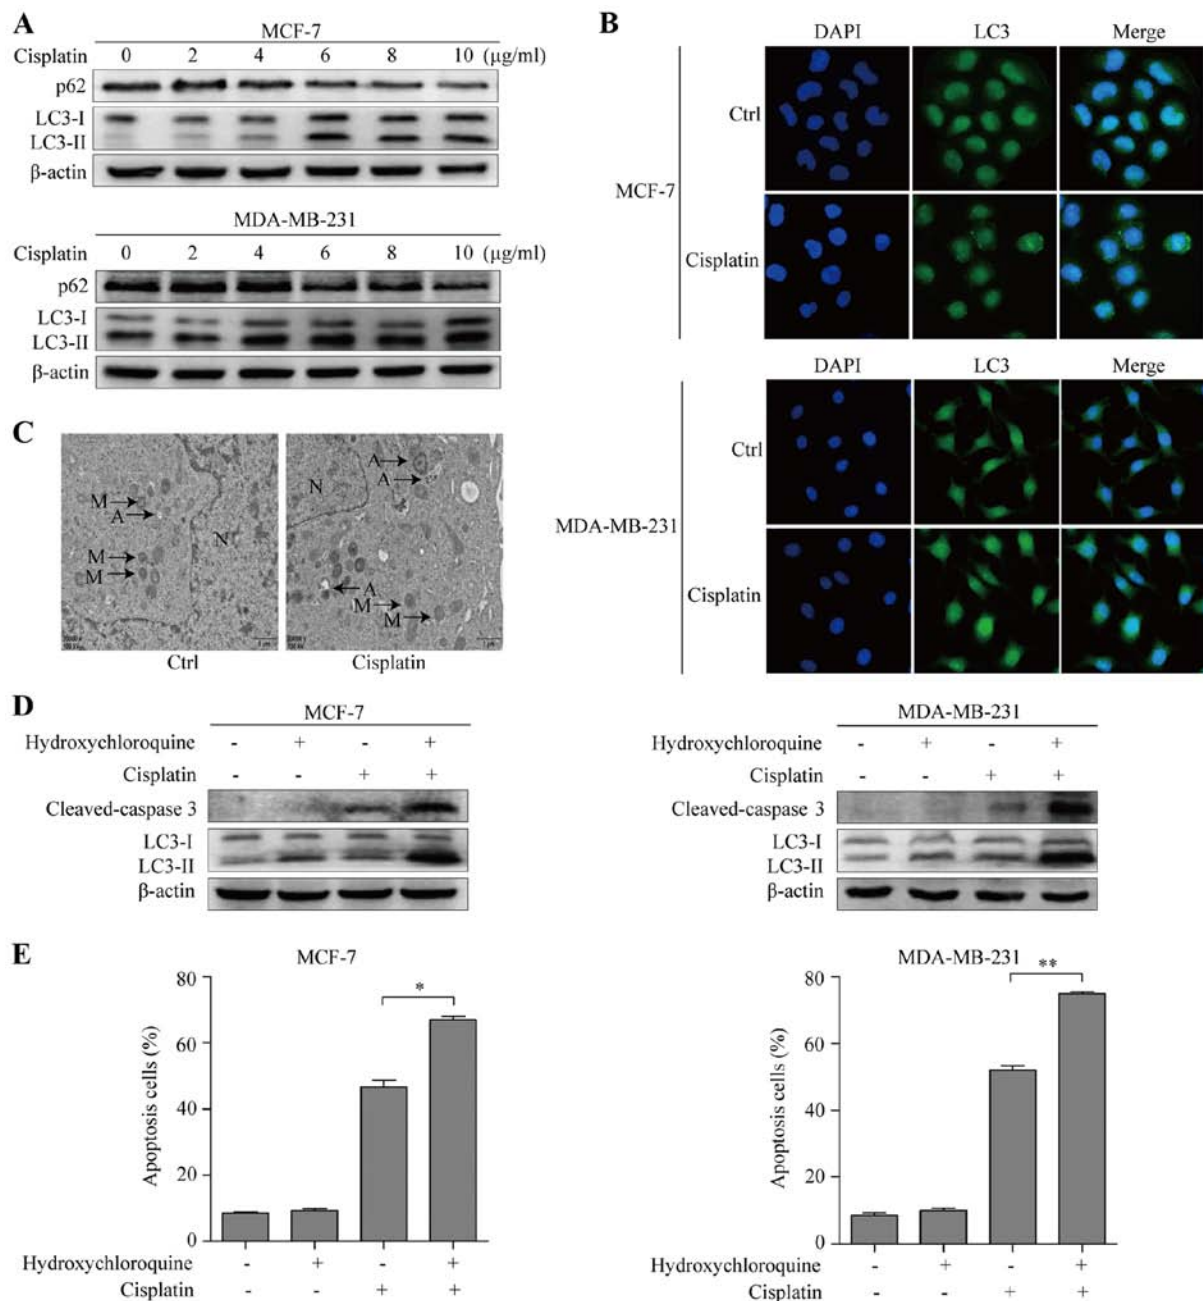 A
MCF-7
Cisplatin 0 2 4 6 8 10 (μg/ml)
p62
LC3-I
LC3-II
β-actin
MDA-MB-231
Cisplatin 0 2 4 6 8 10 (μg/ml)
p62
LC3-I
LC3-II
β-actin
B
DAPI LC3 Merge
Ctrl
MCF-7
Cisplatin
DAPI LC3 Merge
Ctrl
MDA-MB-231
Cisplatin
C
M
A
N
M
M
Ctrl
A
A
N
A
M
M
Cisplatin
D
MCF-7
Hydroxychloroquine - + - +
Cisplatin - - + +
Cleaved-caspase 3
LC3-I
LC3-II
β-actin
MDA-MB-231
Hydroxychloroquine - + - +
Cisplatin - - + +
Cleaved-caspase 3
LC3-I
LC3-II
β-actin
E
MCF-7
80
60
40
20
0
Apoptosis cells (%)
*
Hydroxychloroquine - + - +
Cisplatin - - + +
MDA-MB-231
80
60
40
20
0
Apoptosis cells (%)
**
Hydroxychloroquine - + - +
Cisplatin - - + +